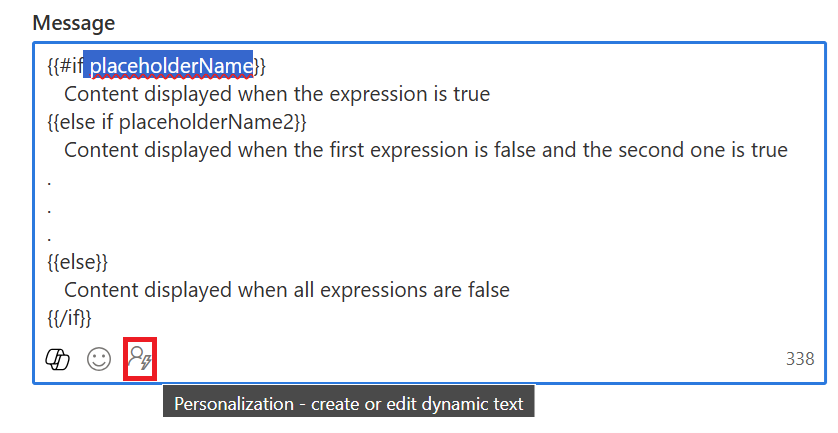 Message
{{#if placeholderName}}
Content displayed when the expression is true
{{else if placeholderName2}}
Content displayed when the first expression is false and the second one is true
.
.
.
{{else}}
Content displayed when all expressions are false
{{/if}}
338
Personalization - create or edit dynamic text